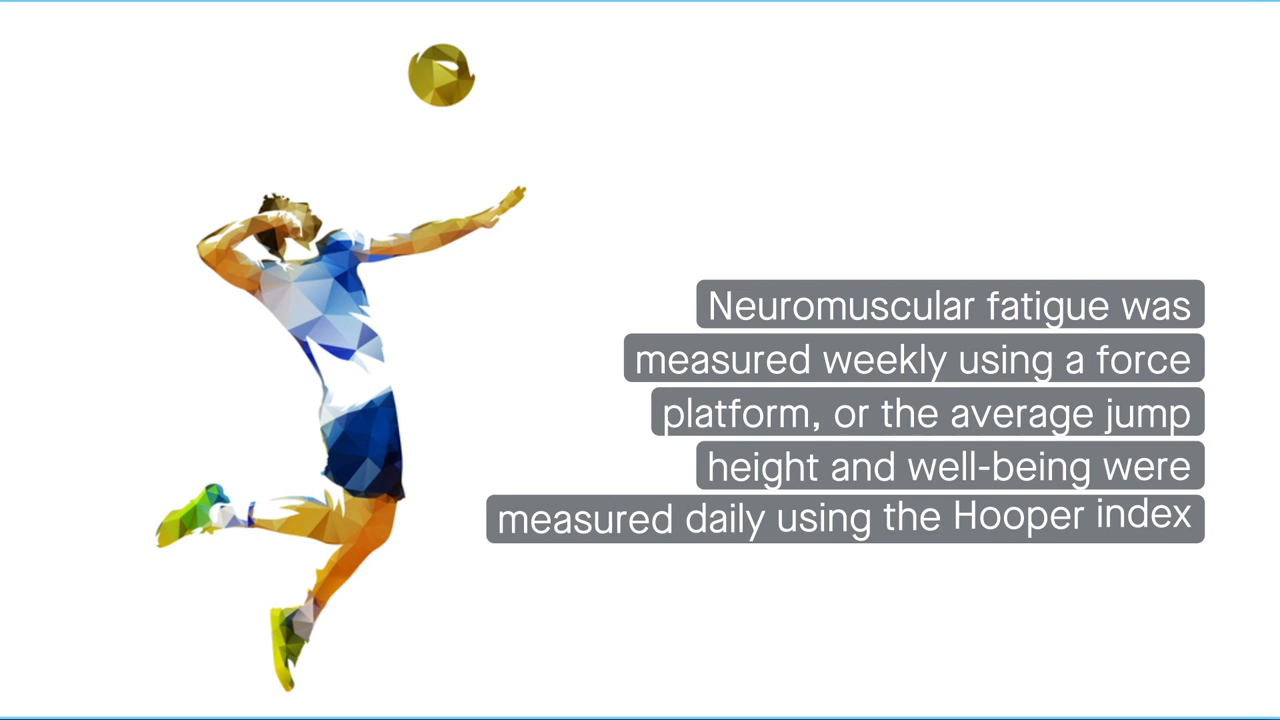 Neuromuscular fatigue was
measured weekly using a force
platform, or the average jump
height and well-being were
measured daily using the Hooper index